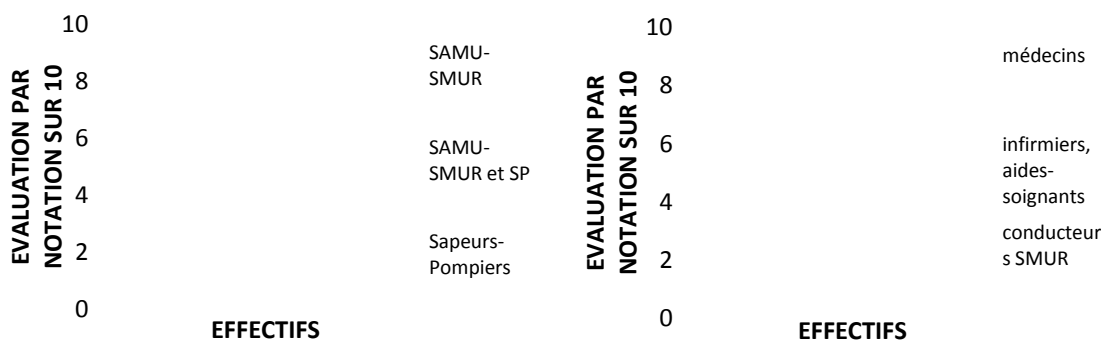 EVALUATION PAR
NOTATION SUR 10
10
8
6
4
2
0
SAMU-
SMUR
SAMU-
SMUR et SP
Sapeurs-
Pompiers
EFFECTIFS
EVALUATION PAR
NOTATION SUR 10
10
8
6
4
2
0
médecins
infirmiers,
aides-
soignants
conducteur
s SMUR
EFFECTIFS